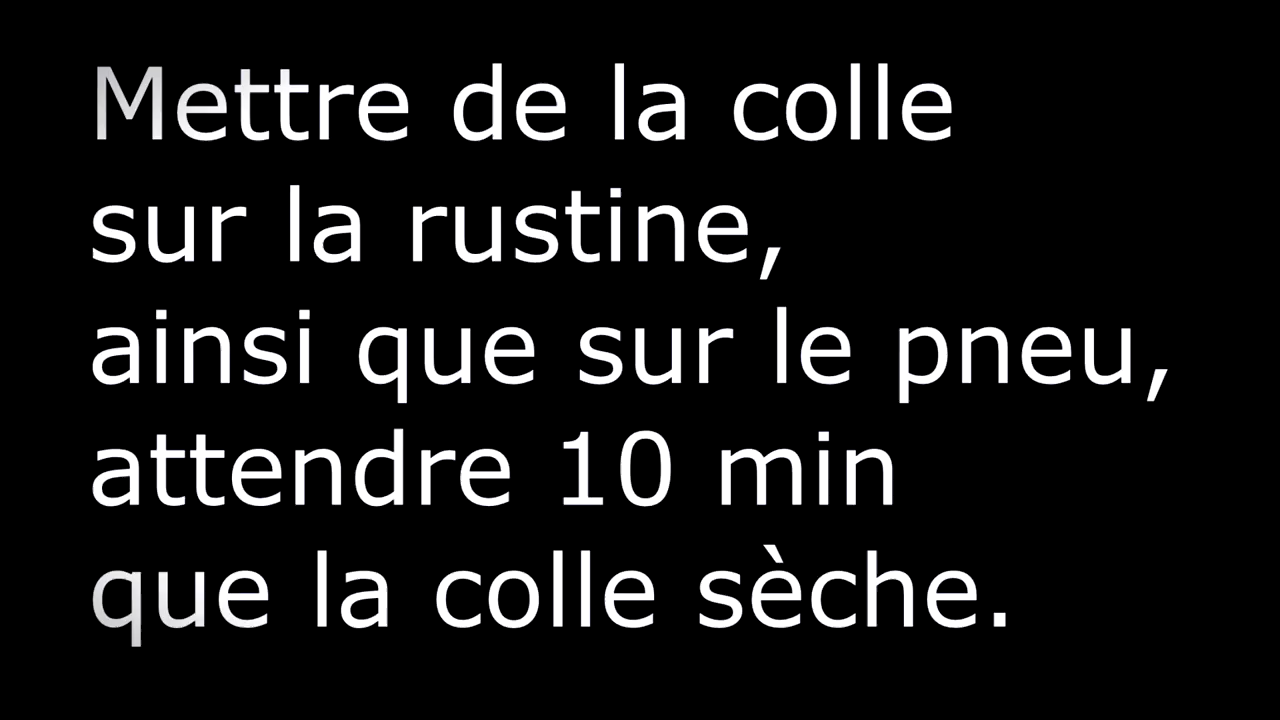 Mettre de la colle
sur la rustine,
ainsi que sur le pneu,
attendre 10 min
que la colle sèche.